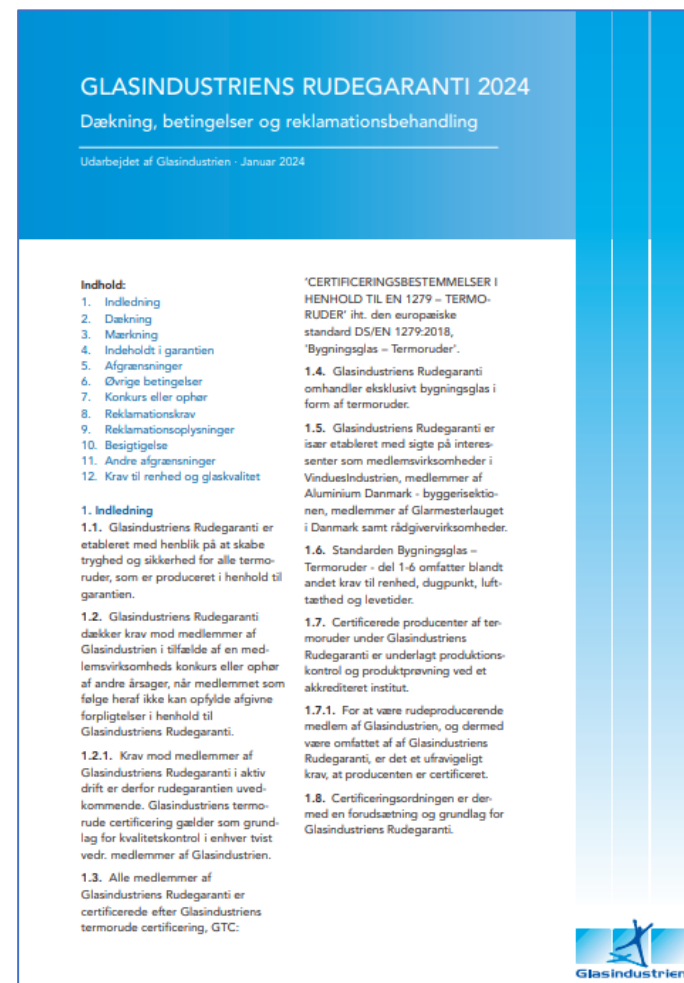 GLASINDUSTRIENS RUDEGARANTI 2024
Dækning, betingelser og reklamationsbehandling
Udarbejdet af Glasindustrien · Januar 2024
Indhold:
1. Indledning
2. Dækning
3. Mærkning
4. Indeholdt i garantien
5. Afgrænsninger
6. Øvrige betingelser
7. Konkurs eller ophør
8. Reklamationskrav
9. Reklamationsoplysninger
10. Besigtigelse
11. Andre afgrænsninger
12. Krav til renhed og glaskvalitet
1. Indledning
1.1. Glasindustriens Rudegaranti er
etableret med henblik på at skabe
tryghed og sikkerhed for alle termo-
ruder, som er produceret i henhold til
garantien.
1.2. Glasindustriens Rudegaranti
dækker krav mod medlemmer af
Glasindustrien i tilfælde af en med-
lemsvirksomheds konkurs eller ophør
af andre årsager, når medlemmet som
følge heraf ikke kan opfylde afgivne
forpligtelser i henhold til
Glasindustriens Rudegaranti.
1.2.1. Krav mod medlemmer af
Glasindustriens Rudegaranti i aktiv
drift er derfor rudegarantien uved-
kommende. Glasindustriens termo-
rude certificering gælder som grund-
lag for kvalitetskontrol i enhver tvist
vedr. medlemmer af Glasindustrien.
1.3. Alle medlemmer af
Glasindustriens Rudegaranti er
certificerede efter Glasindustriens
termorude certificering, GTC:
'CERTIFICERINGSBESTEMMELSER I
HENHOLD TIL EN 1279 – TERMO-
RUDER' iht. den europæiske
standard DS/EN 1279:2018,
'Bygningsglas – Termoruder'.
1.4. Glasindustriens Rudegaranti
omhandler eksklusivt bygningsglas i
form af termoruder.
1.5. Glasindustriens Rudegaranti er
især etableret med sigte på interes-
senter som medlemsvirksomheder i
VinduesIndustrien, medlemmer af
Aluminium Danmark - byggerisektio-
nen, medlemmer af Glarmesterlauget
i Danmark samt rådgivervirksomheder.
1.6. Standarden Bygningsglas –
Termoruder - del 1-6 omfatter blandt
andet krav til renhed, dugpunkt, luft-
tæthed og levetider.
1.7. Certificerede producenter af ter-
moruder under Glasindustriens
Rudegaranti er underlagt produktions-
kontrol og produktprøvning ved et
akkrediteret institut.
1.7.1. For at være rudeproducerende
medlem af Glasindustrien, og dermed
være omfattet af af Glasindustriens
Rudegaranti, er det et ufravigeligt
krav, at producenten er certificeret.
1.8. Certificeringsordningen er der-
med en forudsætning og grundlag for
Glasindustriens Rudegaranti.
Glasindustrien